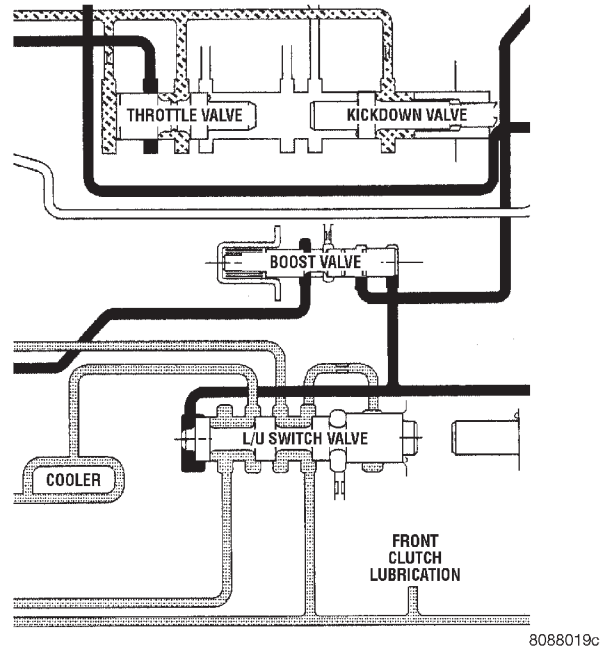 THROTTLE VALVE
KICKDOWN VALVE
BOOST VALVE
L/U SWITCH VALVE
COOLER
FRONT
CLUTCH
LUBRICATION
8088019c